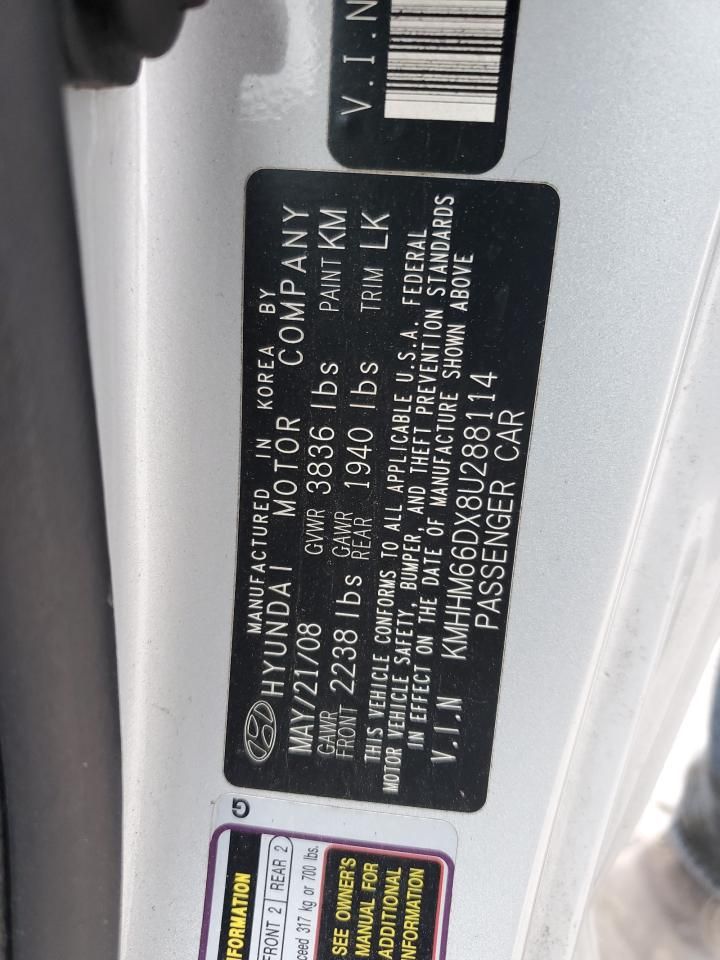 V.I.N
MANUFACTURED IN KOREA BY
HYUNDAI MOTOR COMPANY
MAY/21/08 GVWR 3836 lbs PAINT KM
GAWR FRONT 2238 lbs GAWR REAR 1940 lbs TRIM LK
THIS VEHICLE CONFORMS TO ALL APPLICABLE U.S.A. FEDERAL
MOTOR VEHICLE SAFETY, BUMPER, AND THEFT PREVENTION STANDARDS
IN EFFECT ON THE DATE OF MANUFACTURE SHOWN ABOVE
V.I.N KMHHM66DX8U288114
PASSENGER CAR
FRONT 2 REAR 2
317 kg or 700 lbs.
SEE OWNER'S
MANUAL FOR
ADDITIONAL
INFORMATION